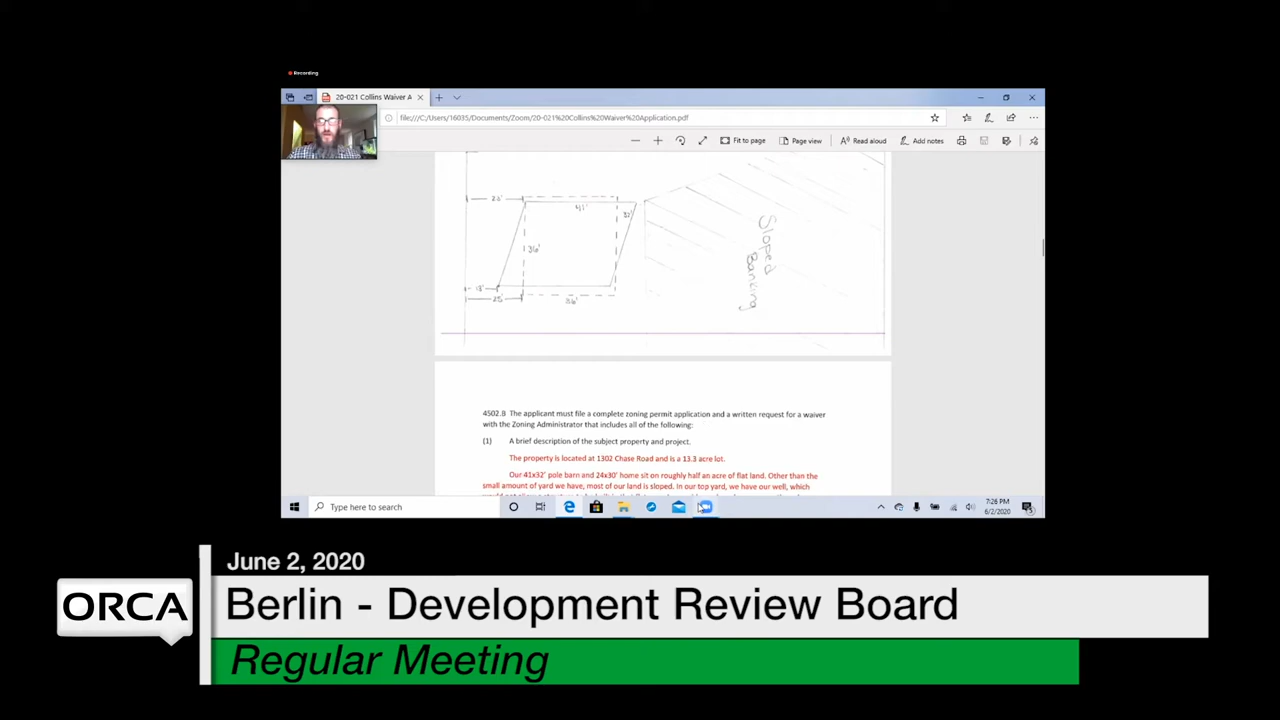 Recording
20-021 Collins Waiver A
file:///C:/Users/16035/Documents/Zoom/20-021%20Collins%20Waiver%20Application.pdf
Fit to page
Page view
Read aloud
Add notes
41'
36'
Sloped
Banking
4502.B The applicant must file a complete zoning permit application and a written request for a waiver
with the Zoning Administrator that includes all of the following:
(1) A brief description of the subject property and project.
The property is located at 1302 Chase Road and is a 13.3 acre lot.
Our 41x32' pole barn and 24x30' home sit on roughly half an acre of flat land. Other than the
small amount of yard we have, most of our land is sloped. In our top yard, we have our well, which
Type here to search
7:26 PM
6/2/2020
June 2, 2020
ORCA
Berlin - Development Review Board
Regular Meeting